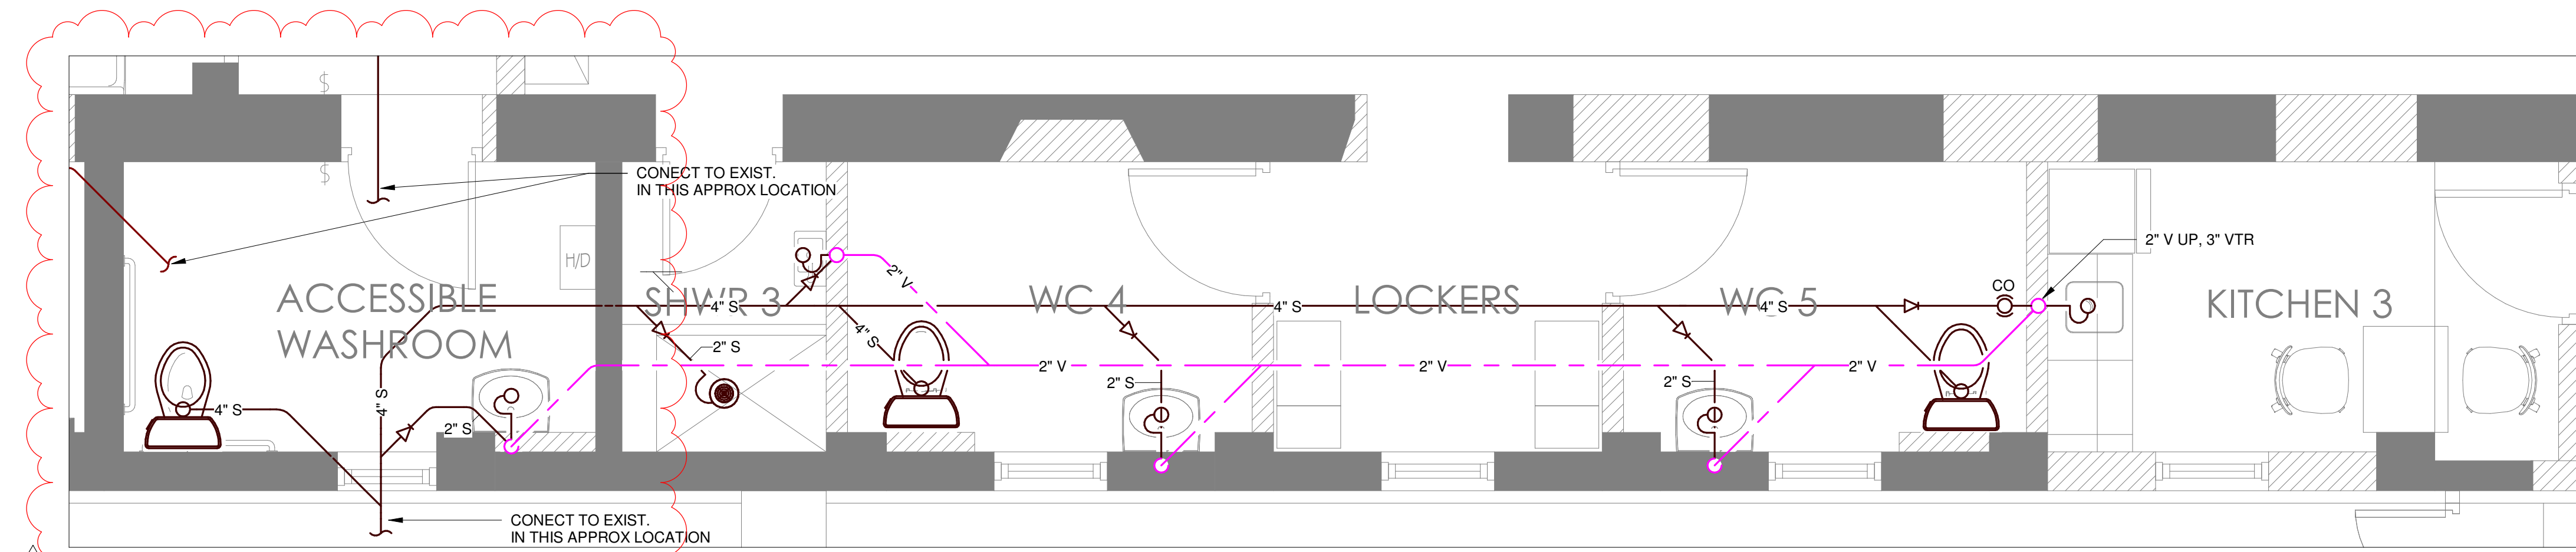 CONECT TO EXIST.
IN THIS APPROX LOCATION
2" V UP, 3" VTR
H/D
2" V
CO
ACCESSIBLE
WASHROOM
SHWR 3
4" S
WC 4
4" S
LOCKERS
WC 5
4" S
KITCHEN 3
4" S
2" S
2" V
2" V
2" V
2" S
2" S
4" S
4" S
2" S
CONECT TO EXIST.
IN THIS APPROX LOCATION